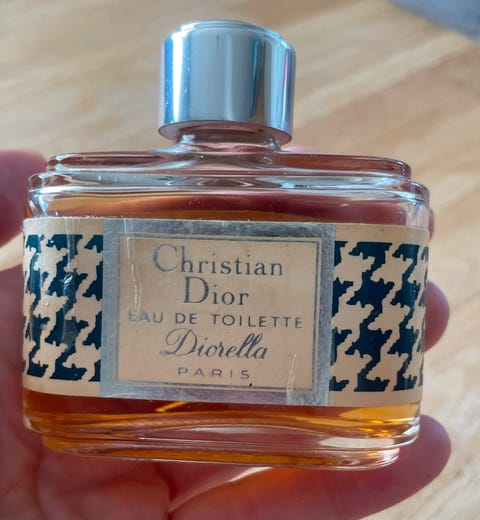 Christian
Dior
EAU DE TOILETTE
Diorella
PARIS